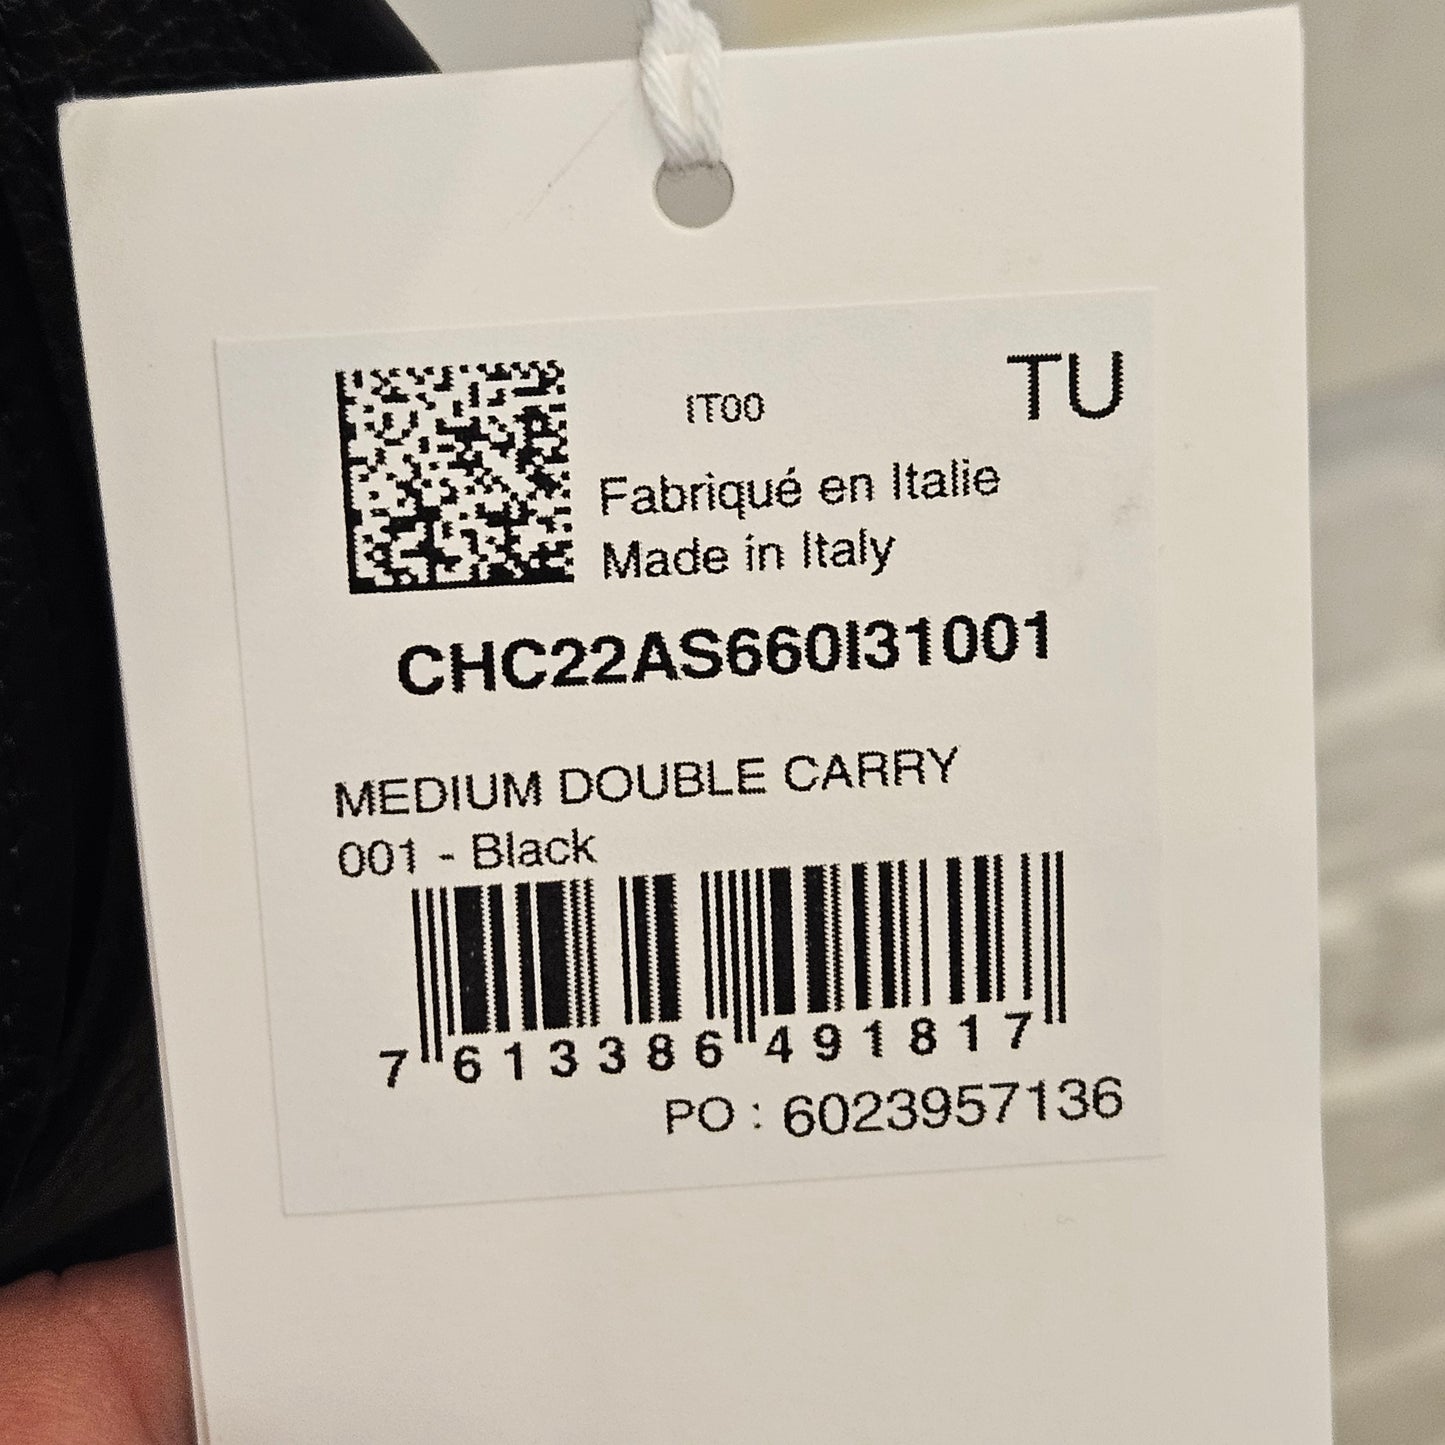 IT00
TU
Fabriqué en Italie
Made in Italy
CHC22AS660I31001
MEDIUM DOUBLE CARRY
001 - Black
7 613386 491817
PO : 6023957136